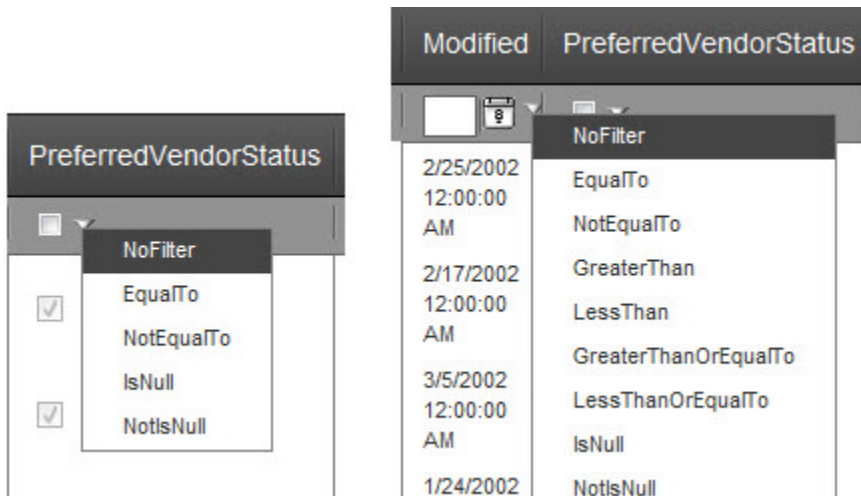 PreferredVendorStatus
NoFilter
EqualTo
NotEqualTo
IsNull
NotIsNull
Modified PreferredVendorStatus
8
2/25/2002
12:00:00
AM
2/17/2002
12:00:00
AM
3/5/2002
12:00:00
AM
1/24/2002
NoFilter
EqualTo
NotEqualTo
GreaterThan
LessThan
GreaterThanOrEqualTo
LessThanOrEqualTo
IsNull
NotIsNull